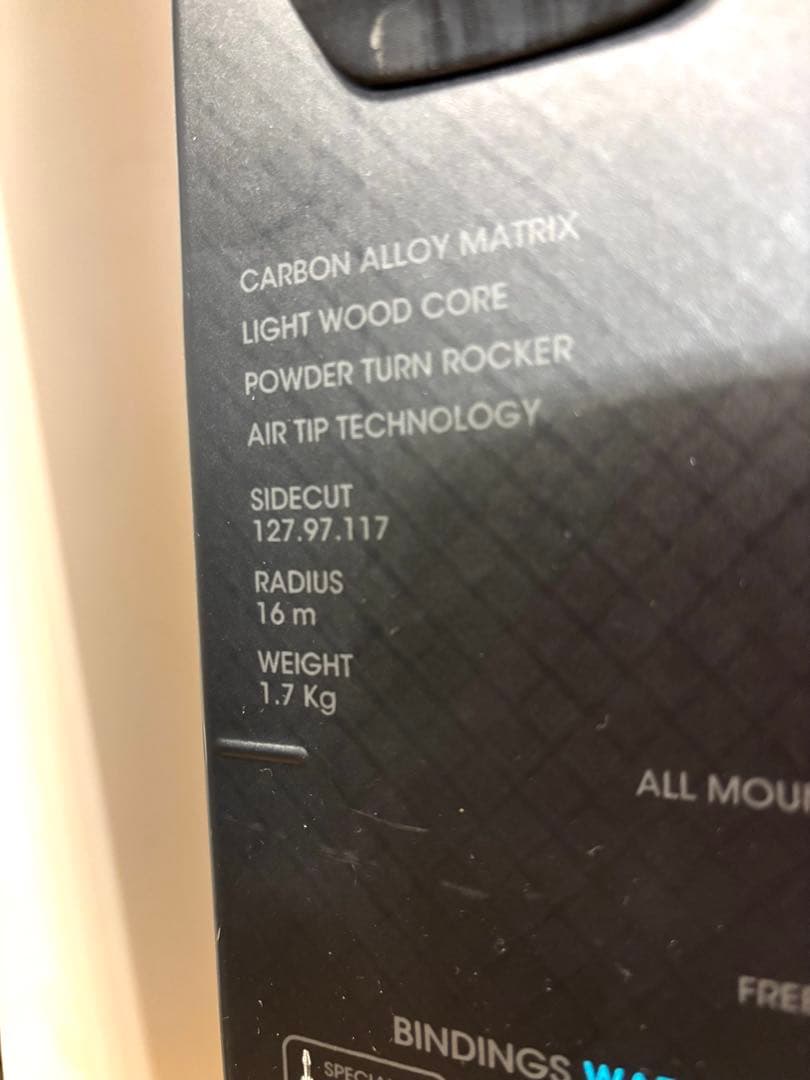 CARBON ALLOY MATRIX
LIGHT WOOD CORE
POWDER TURN ROCKER
AIR TIP TECHNOLOGY
SIDECUT
127.97.117
RADIUS
16 m
WEIGHT
1.7 Kg
ALL
BINDINGS